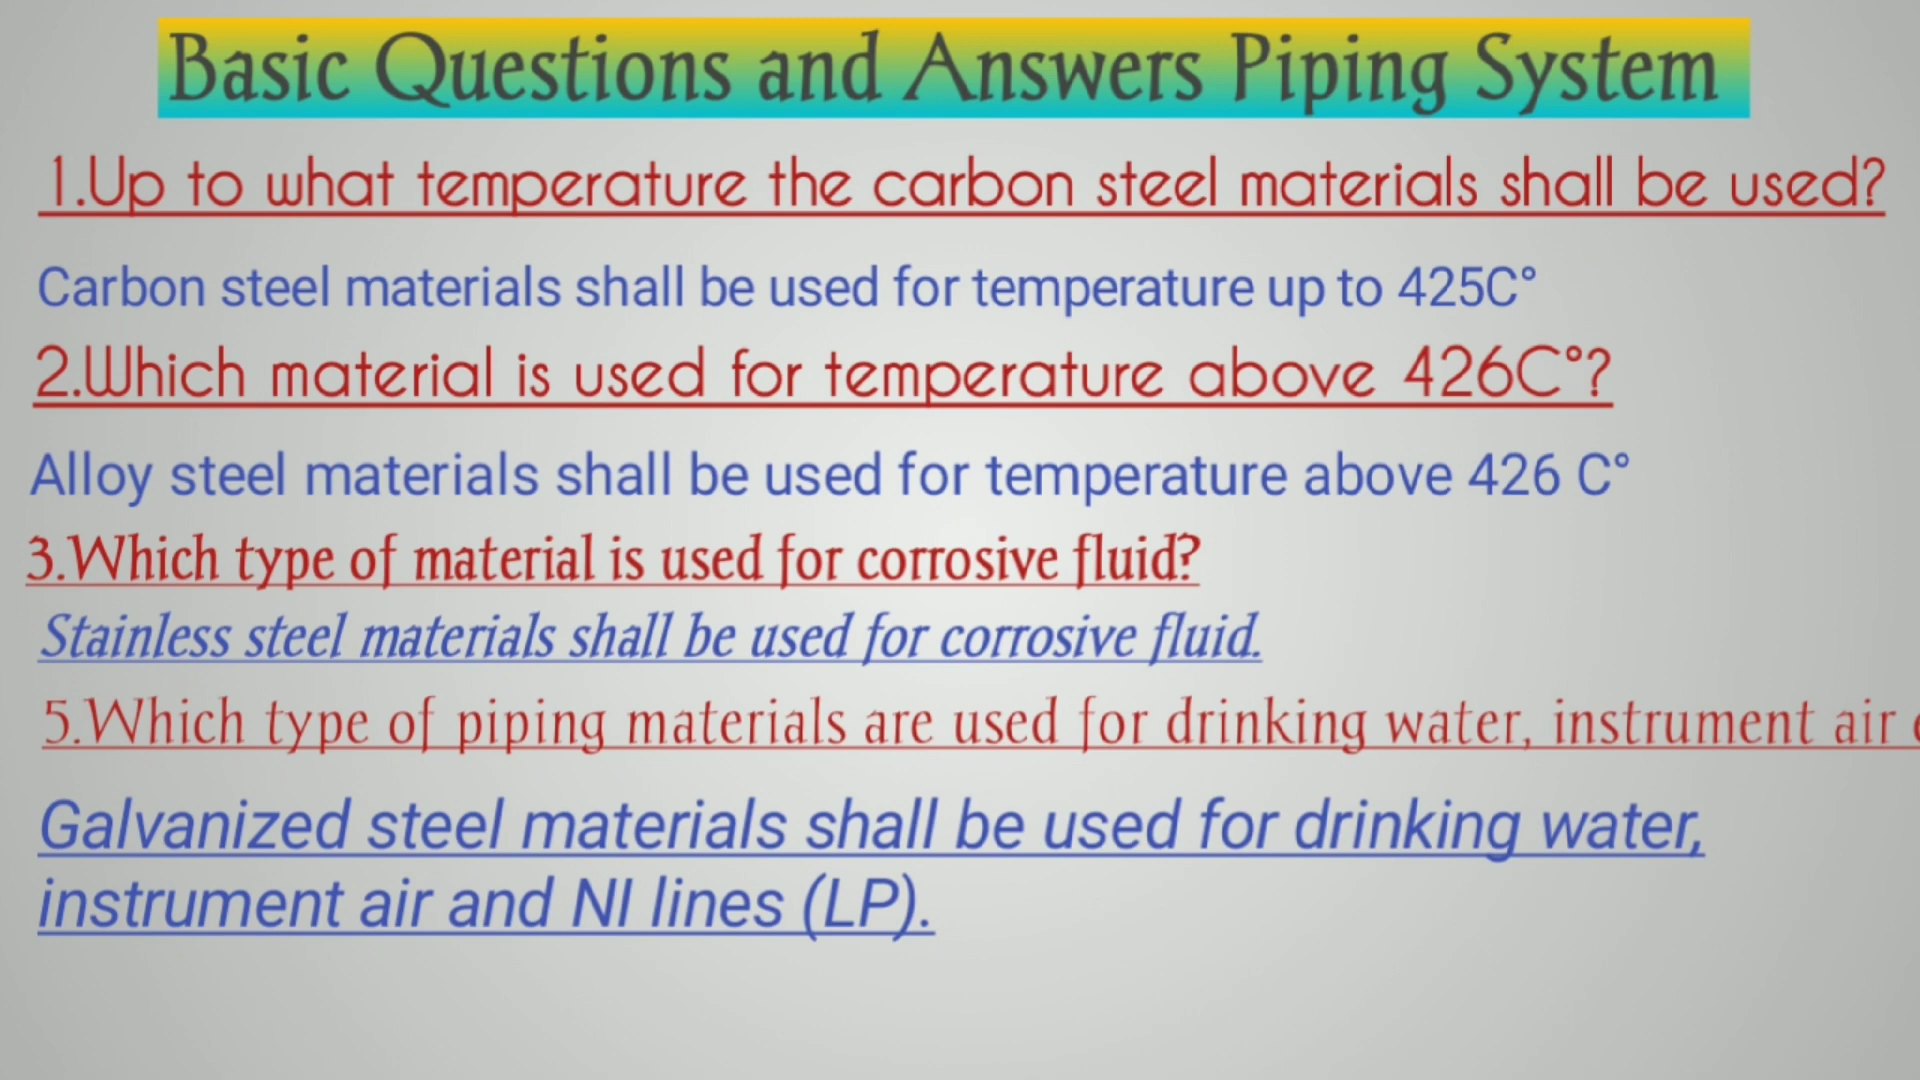 Basic Questions and Answers Piping System
1.Up to what temperature the carbon steel materials shall be used?
Carbon steel materials shall be used for temperature up to 425C°
2.Which material is used for temperature above 426C°?
Alloy steel materials shall be used for temperature above 426 C°
3.Which type of material is used for corrosive fluid?
Stainless steel materials shall be used for corrosive fluid.
5.Which type of piping materials are used for drinking water, instrument air
Galvanized steel materials shall be used for drinking water,
instrument air and NI lines (LP).